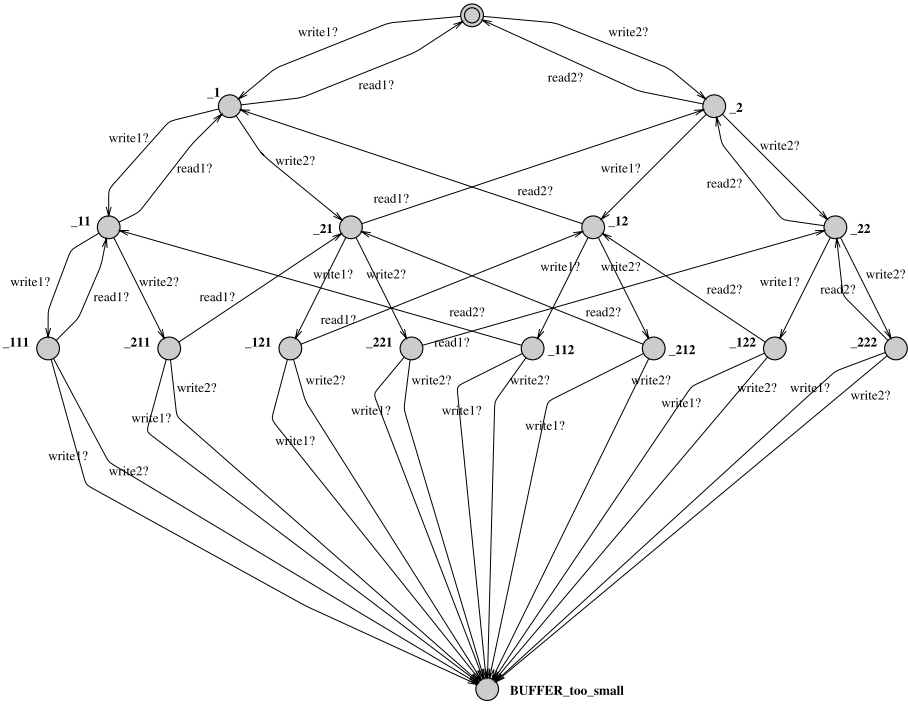 write1?
write2?
read1?
read2?
_1
_2
write1?
read1?
write2?
write1?
write2?
read2?
read1?
read2?
_11
_21
_12
_22
write1?
read1?
write2?
read1?
write1?
write2?
read1?
read2?
write1?
write2?
read2?
read2?
write1?
read2?
write2?
read1?
_111
_211
_121
_221
_112
_212
_122
_222
write1?
write2?
write1?
write2?
write1?
write2?
write1?
write2?
write1?
write2?
write1?
write2?
write1?
write2?
write1?
write2?
BUFFER_too_small